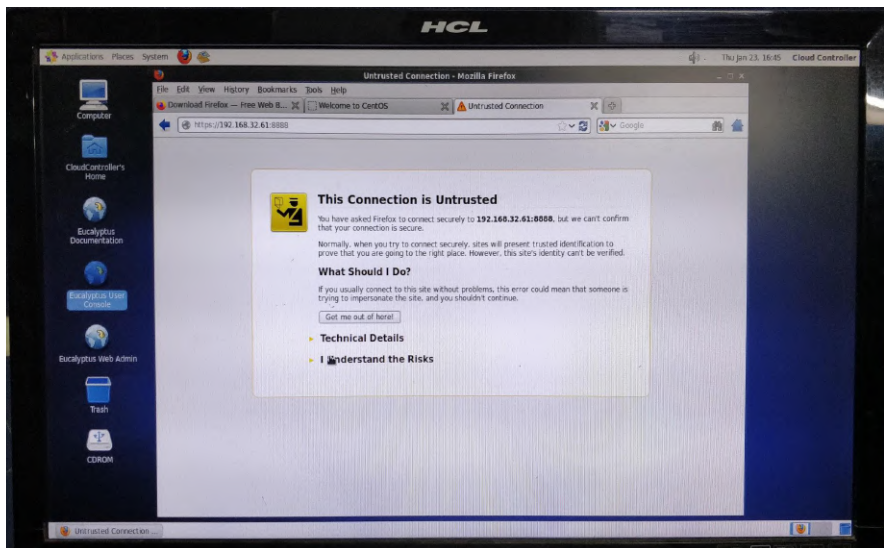 HCL
Applications Places System
Thu Jan 23, 16:45 Cloud Controller
Untrusted Connection - Mozilla Firefox
File Edit View History Bookmarks Tools Help
Download Firefox — Free Web B...
Welcome to CentOS
Untrusted Connection
https://192.168.32.61:8888
Google
Computer
CloudController's
Home
Eucalyptus
Documentation
Eucalyptus User
Console
Eucalyptus Web Admin
Trash
CDROM
This Connection is Untrusted
You have asked Firefox to connect securely to 192.168.32.61:8888, but we can't confirm
that your connection is secure.
Normally, when you try to connect securely, sites will present trusted identification to
prove that you are going to the right place. However, this site's identity can't be verified.
What Should I Do?
If you usually connect to this site without problems, this error could mean that someone is
trying to impersonate the site, and you shouldn't continue.
Get me out of here!
Technical Details
I Understand the Risks
Untrusted Connection ...